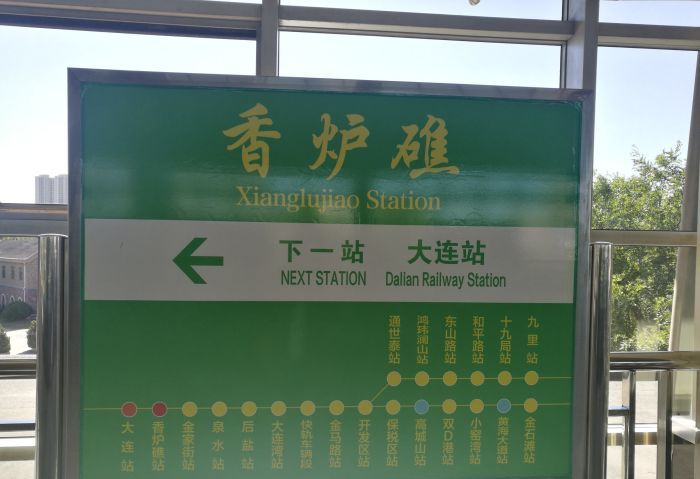 香炉礁
Xianglujiao Station
下一站 大连站
NEXT STATION Dalian Railway Station
通世泰站
鸿玮澜山站
东山路站
和平路站
十九局站
九里站
大连站
香炉礁站
金家街站
泉水站
后盐站
大连湾站
快轨车辆段
金马路站
开发区站
保税区站
高城山站
双D港站
小窑湾站
黄海大道站
金石滩站